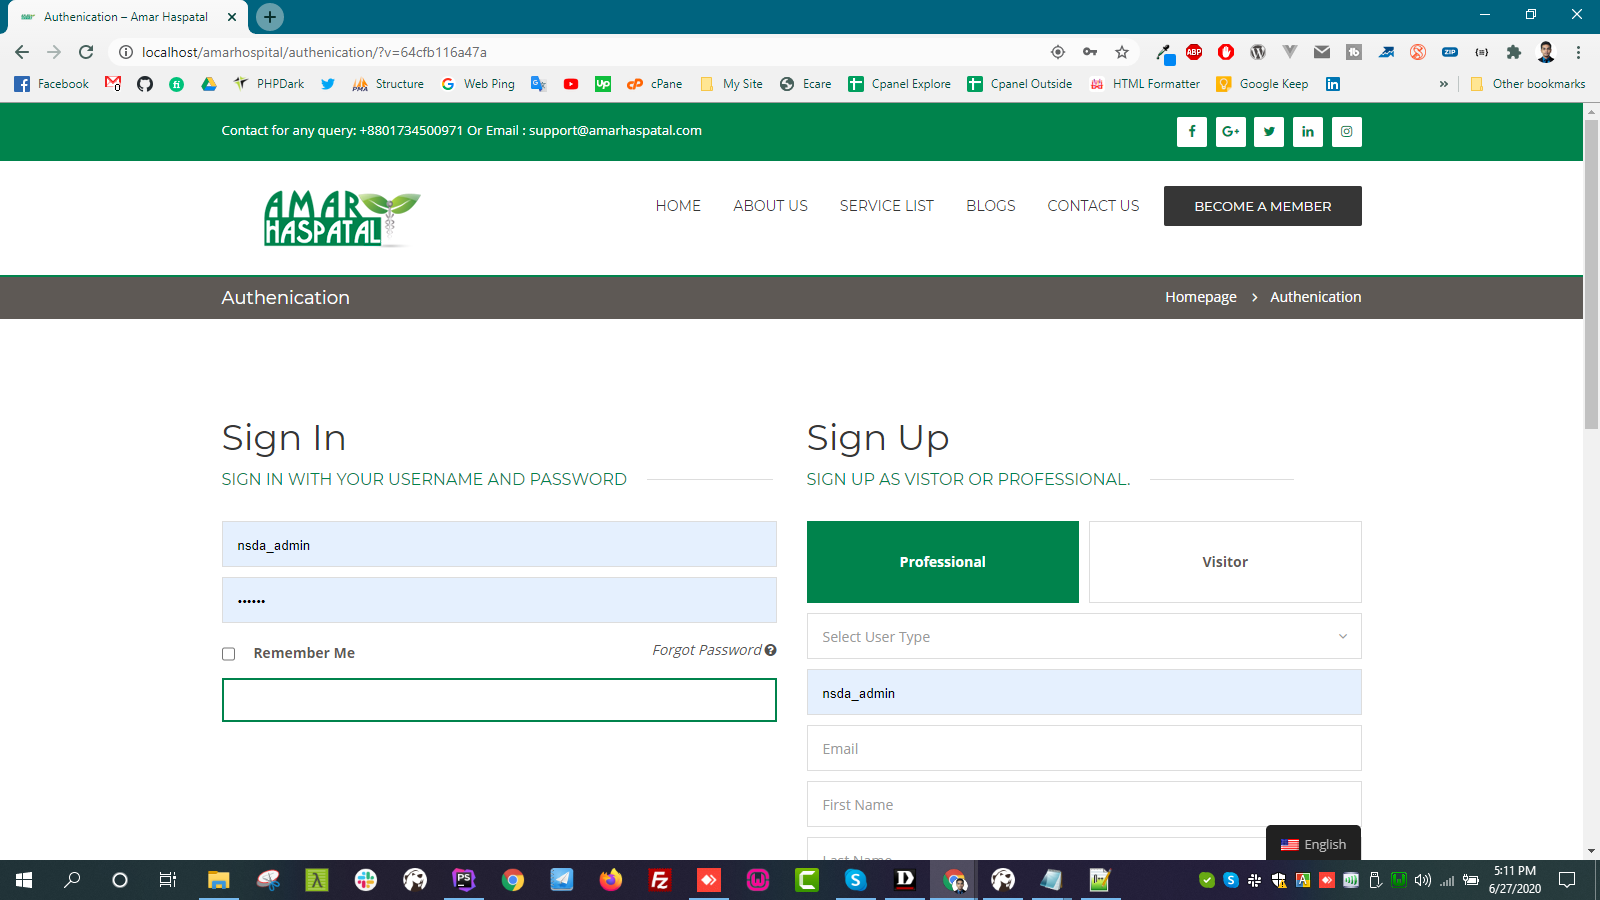 Authenication – Amar Haspatal
localhost/amarhospital/authenication/?v=64cfb116a47a
Facebook
PHPDark
Structure
Web Ping
cPane
My Site
Ecare
Cpanel Explore
Cpanel Outside
HTML Formatter
Google Keep
» Other bookmarks
Contact for any query: +8801734500971 Or Email : support@amarhaspatal.com
AMAR
HASPATAL
HOME
ABOUT US
SERVICE LIST
BLOGS
CONTACT US
BECOME A MEMBER
Authenication
Homepage > Authenication
Sign In
SIGN IN WITH YOUR USERNAME AND PASSWORD
nsda_admin
••••••
Remember Me
Forgot Password
Sign Up
SIGN UP AS VISTOR OR PROFESSIONAL.
Professional
Visitor
Select User Type
nsda_admin
Email
First Name
Last Name
English
5:11 PM
6/27/2020